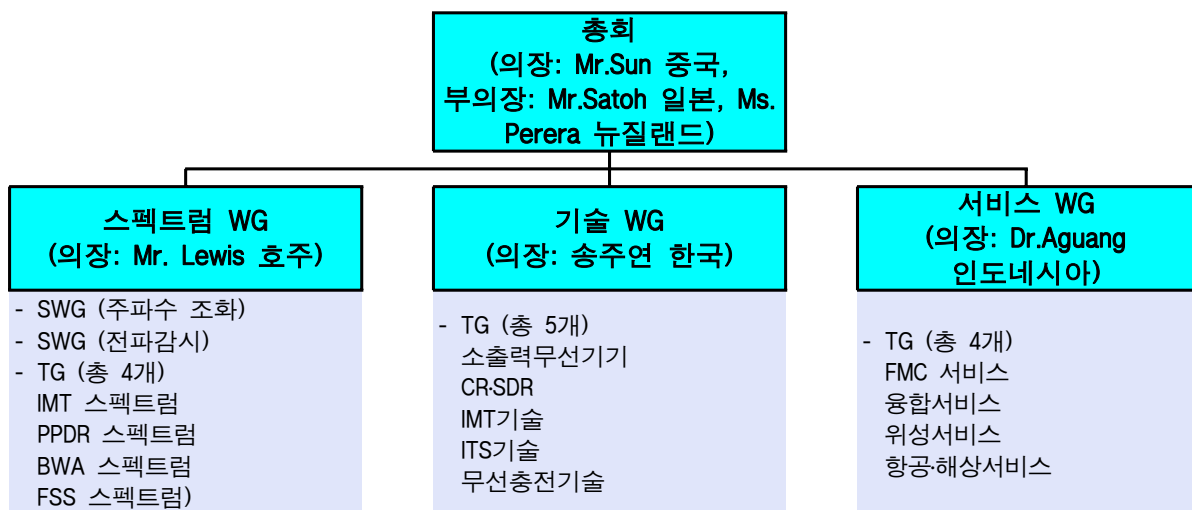 총회
(의장: Mr.Sun 중국,
부의장: Mr.Satoh 일본, Ms.
Perera 뉴질랜드)
스펙트럼 WG
(의장: Mr. Lewis 호주)
- SWG (주파수 조화)
- SWG (전파감시)
- TG (총 4개)
IMT 스펙트럼
PPDR 스펙트럼
BWA 스펙트럼
FSS 스펙트럼)
기술 WG
(의장: 송주연 한국)
- TG (총 5개)
소출력무선기기
CR·SDR
IMT기술
ITS기술
무선충전기술
서비스 WG
(의장: Dr.Aguang
인도네시아)
- TG (총 4개)
FMC 서비스
융합서비스
위성서비스
항공·해상서비스